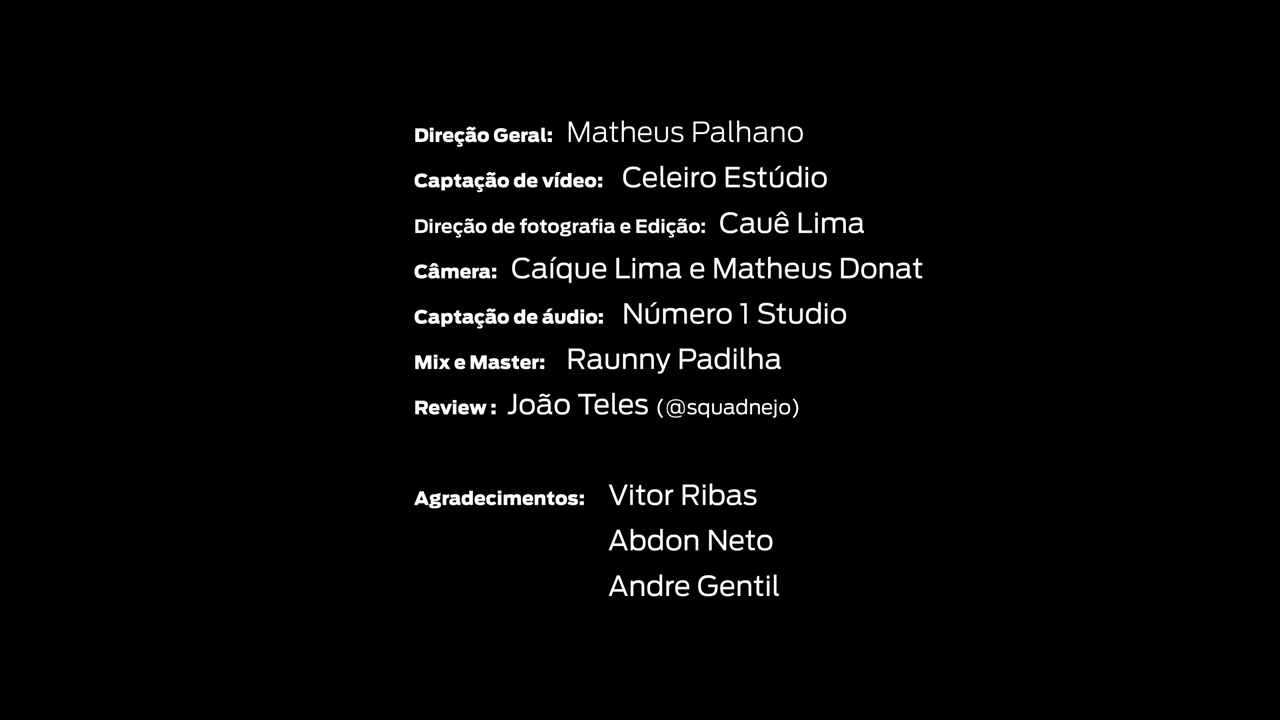 Direção Geral: Matheus Palhano
Captação de vídeo: Celeiro Estúdio
Direção de fotografia e Edição: Cauê Lima
Câmera: Caíque Lima e Matheus Donat
Captação de áudio: Número 1 Studio
Mix e Master: Raunny Padilha
Review : João Teles (@squadnejo)
Agradecimentos: Vitor Ribas
Abdon Neto
Andre Gentil